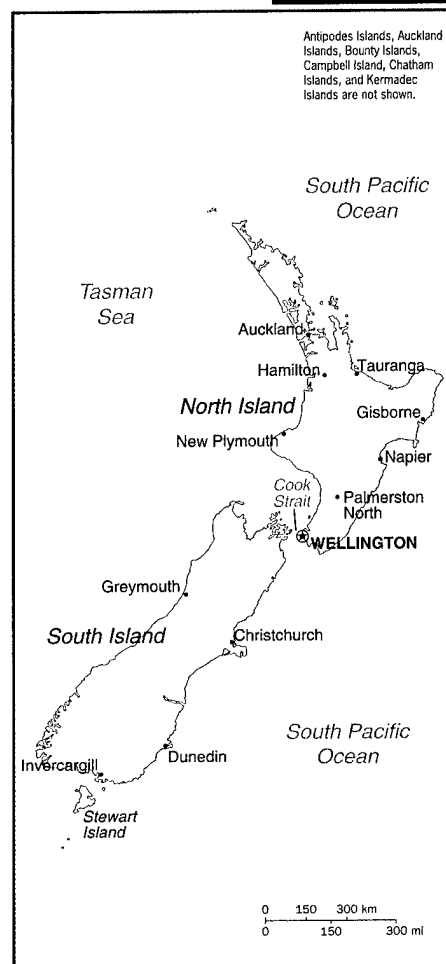 Antipodes Islands, Auckland
Islands, Bounty Islands,
Campbell Island, Chatham
Islands, and Kermadec
Islands are not shown.
South Pacific
Ocean
Tasman
Sea
Auckland
Hamilton
Tauranga
North Island
Gisborne
New Plymouth
Napier
Cook
Strait
Palmerston
North
WELLINGTON
Greymouth
South Island
Christchurch
South Pacific
Ocean
Invercargill
Dunedin
Stewart
Island
0 150 300 km
0 150 300 mi